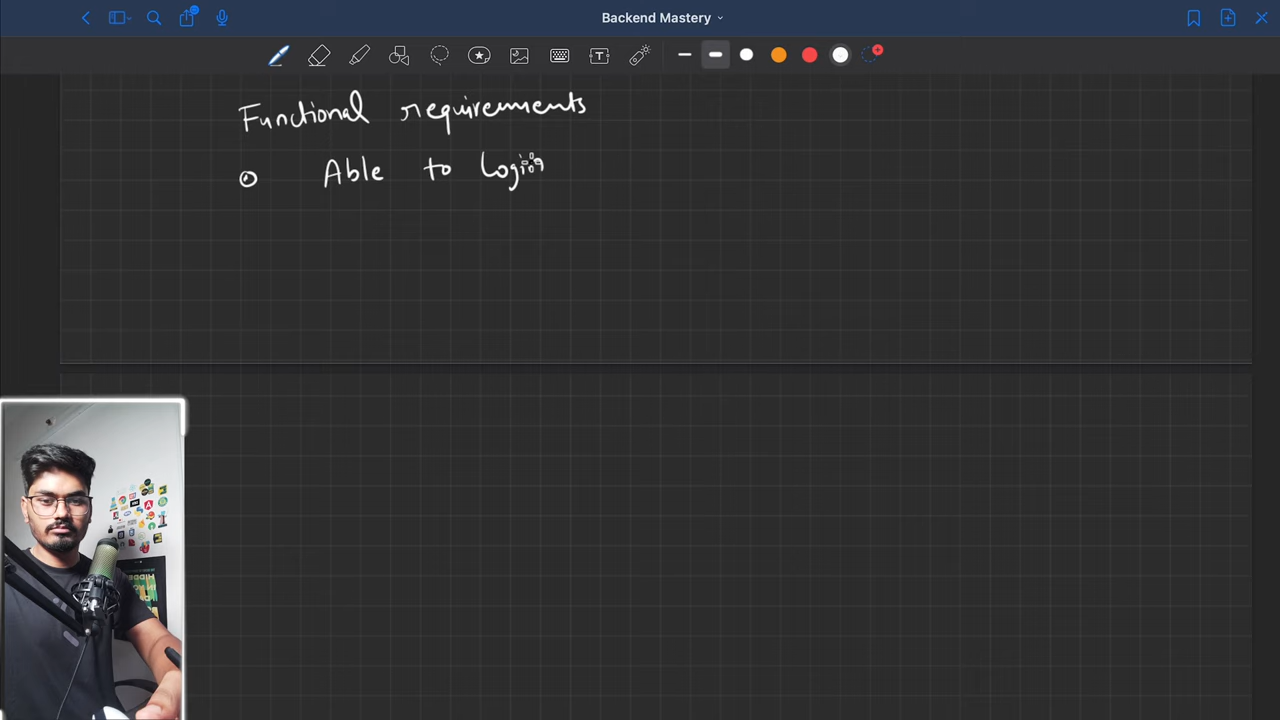 Backend Mastery
Functional requirements
Able to Login